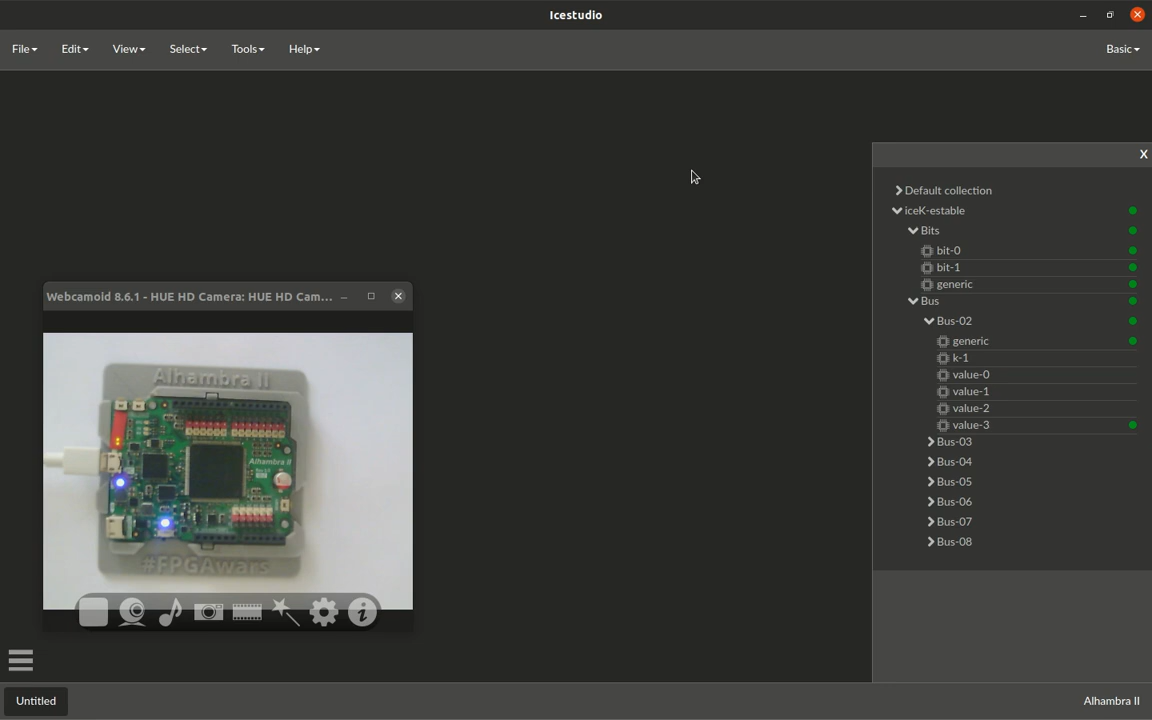 Icestudio
File Edit View Select Tools Help Basic
X
Default collection
iceK-estable
Bits
bit-0
bit-1
generic
Bus
Bus-02
generic
k-1
value-0
value-1
value-2
value-3
Bus-03
Bus-04
Bus-05
Bus-06
Bus-07
Bus-08
Webcamoid 8.6.1 - HUE HD Camera: HUE HD Cam...
Alhambra II
Alhambra II
#FPGAwars
Untitled
Alhambra II